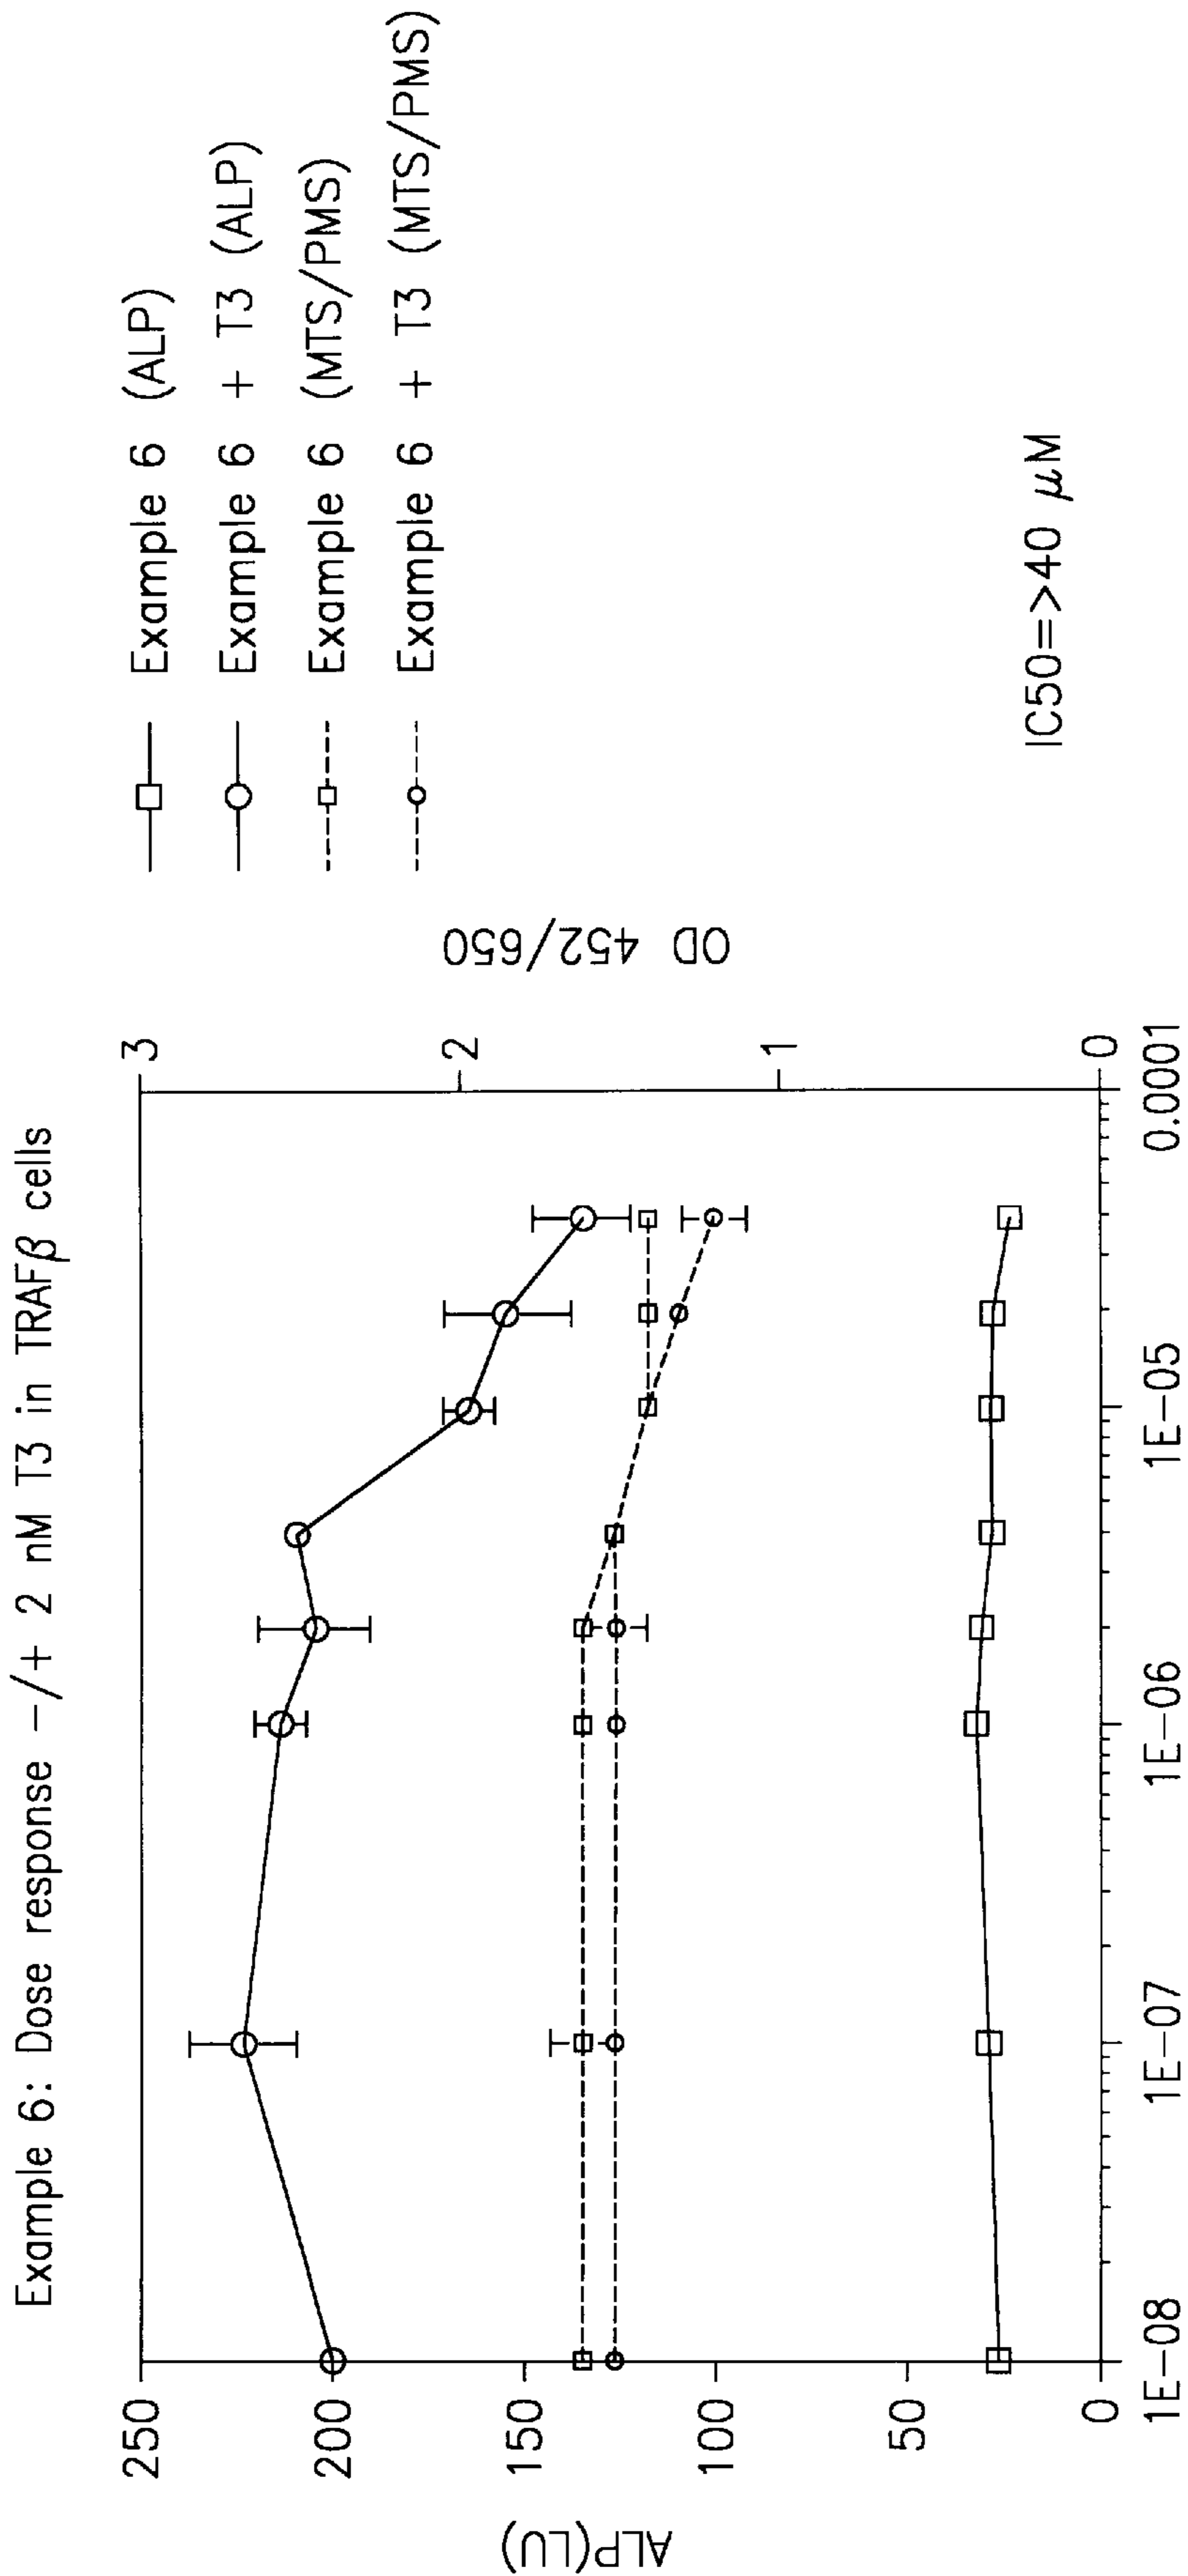 Example 6: Dose response -/+ 2 nM T3 in TRAFβ cells
ALP(LU)
250
200
150
100
50
0
1E-08
1E-07
1E-06
1E-05
0.0001
3
2
1
0
OD 452/650
Example 6 (ALP)
Example 6 + T3 (ALP)
Example 6 (MTS/PMS)
Example 6 + T3 (MTS/PMS)
IC50=>40 μM